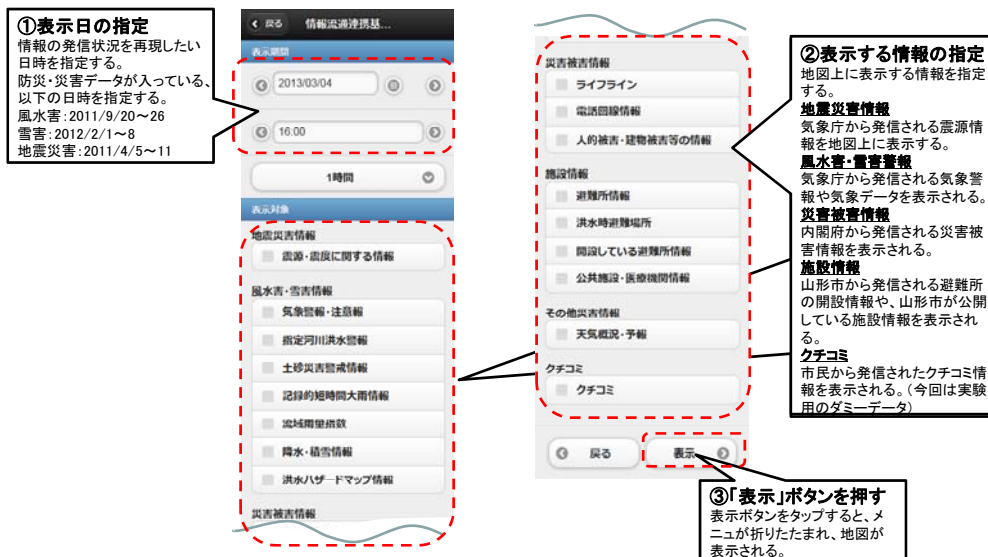 ①表示日の指定
情報の発信状況を再現したい
日時を指定する。
防災・災害データが入っている、
以下の日時を指定する。
風水害:2011/9/20～26
雪害:2012/2/1～8
地震災害:2011/4/5～11
戻る 情報流通連携基...
表示期間
2013/03/04
16:00
1時間
表示対象
地震災害情報
震源・震度に関する情報
風水害・雪害情報
気象警報・注意報
指定河川洪水警報
土砂災害警戒情報
記録的短時間大雨情報
流域雨量指数
降水・積雪情報
洪水ハザードマップ情報
災害被害情報
災害被害情報
ライフライン
電話回線情報
人的被害・建物被害等の情報
施設情報
避難所情報
洪水時避難場所
開設している避難所情報
公共施設・医療機関情報
その他災害情報
天気概況・予報
クチコミ
クチコミ
戻る 表示
②表示する情報の指定
地図上に表示する情報を指定
する。
地震災害情報
気象庁から発信される震源情
報を地図上に表示する。
風水害・雪害警報
気象庁から発信される気象警
報や気象データを表示される。
災害被害情報
内閣府から発信される災害被
害情報を表示される。
施設情報
山形市から発信される避難所
の開設情報や、山形市が公開
している施設情報を表示され
る。
クチコミ
市民から発信されたクチコミ情
報を表示される。(今回は実験
用のダミーデータ)
③「表示」ボタンを押す
表示ボタンをタップすると、メ
ニュが折りたたまれ、地図が
表示される。